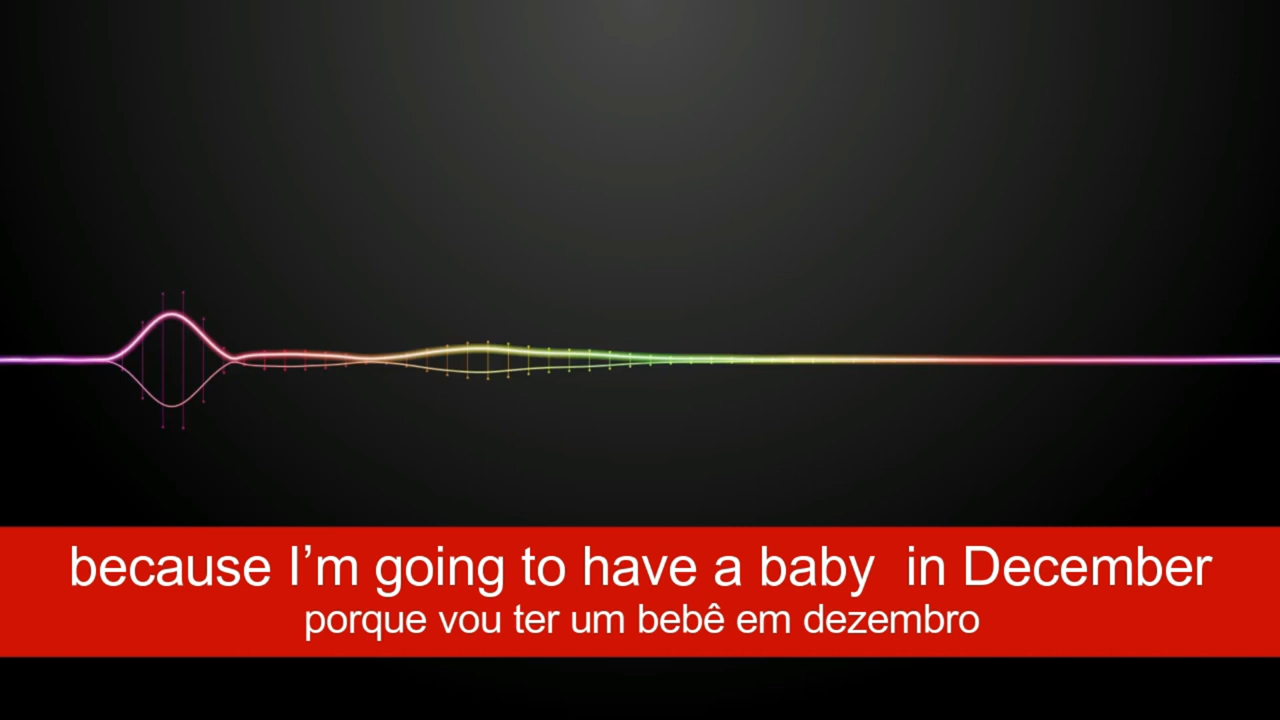 because I’m going to have a baby  in December
porque vou ter um bebê em dezembro